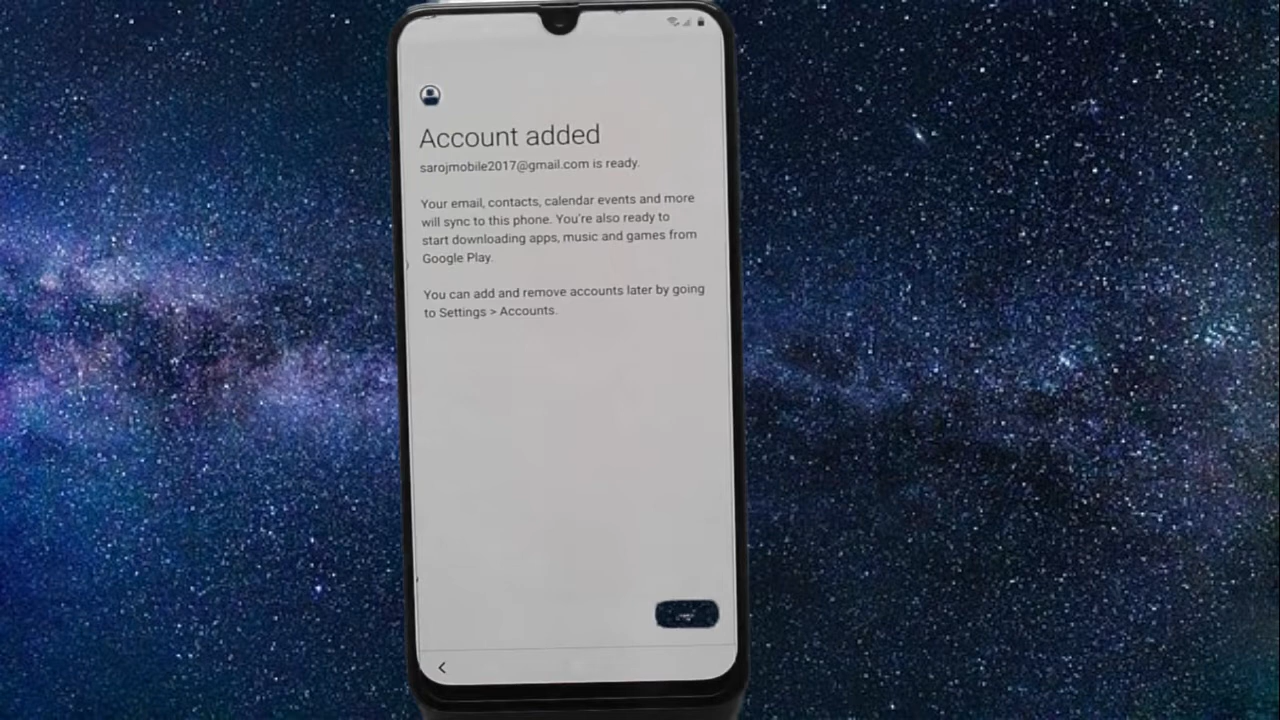 Account added
sarojmobile2017@gmail.com is ready.
Your email, contacts, calendar events and more
will sync to this phone. You're also ready to
start downloading apps, music and games from
Google Play.
You can add and remove accounts later by going
to Settings > Accounts.